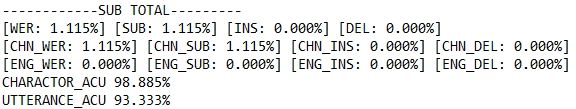 ------------SUB TOTAL---------
[WER: 1.115%] [SUB: 1.115%] [INS: 0.000%] [DEL: 0.000%]
[CHN_WER: 1.115%] [CHN_SUB: 1.115%] [CHN_INS: 0.000%] [CHN_DEL: 0.000%]
[ENG_WER: 0.000%] [ENG_SUB: 0.000%] [ENG_INS: 0.000%] [ENG_DEL: 0.000%]
CHARACTOR_ACU 98.885%
UTTERANCE_ACU 93.333%